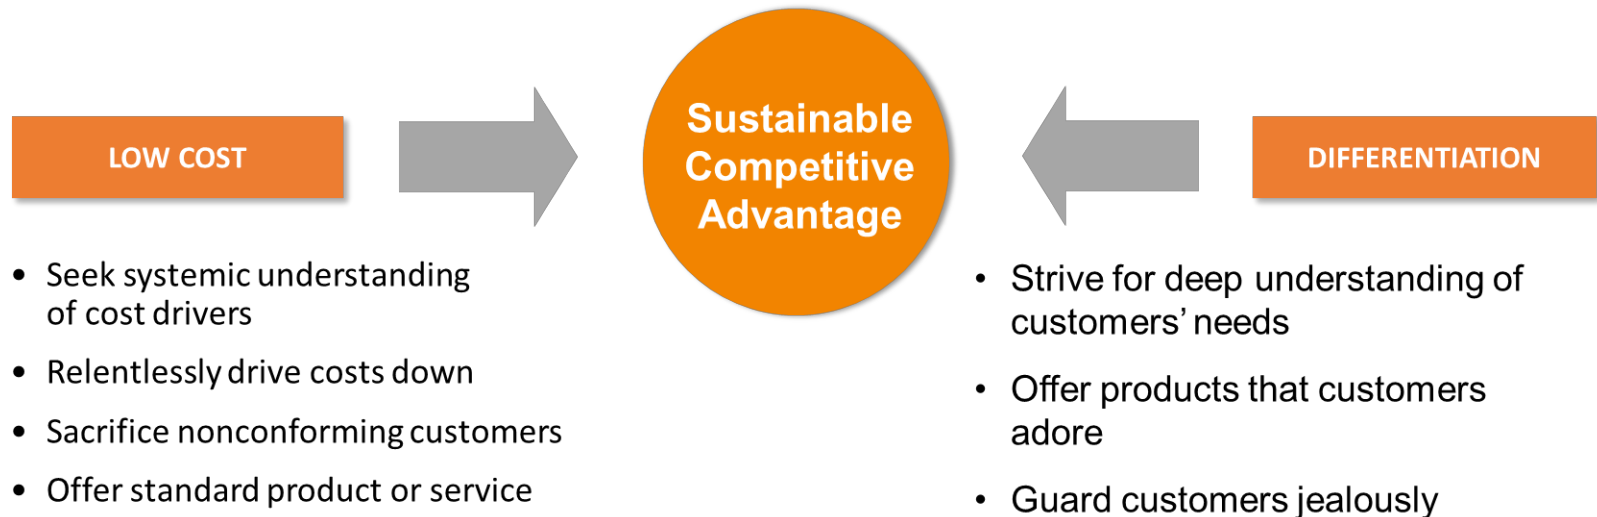 LOW COST
Sustainable
Competitive
Advantage
DIFFERENTIATION
• Seek systemic understanding
of cost drivers
• Relentlessly drive costs down
• Sacrifice nonconforming customers
• Offer standard product or service
• Strive for deep understanding of
customers’ needs
• Offer products that customers
adore
• Guard customers jealously